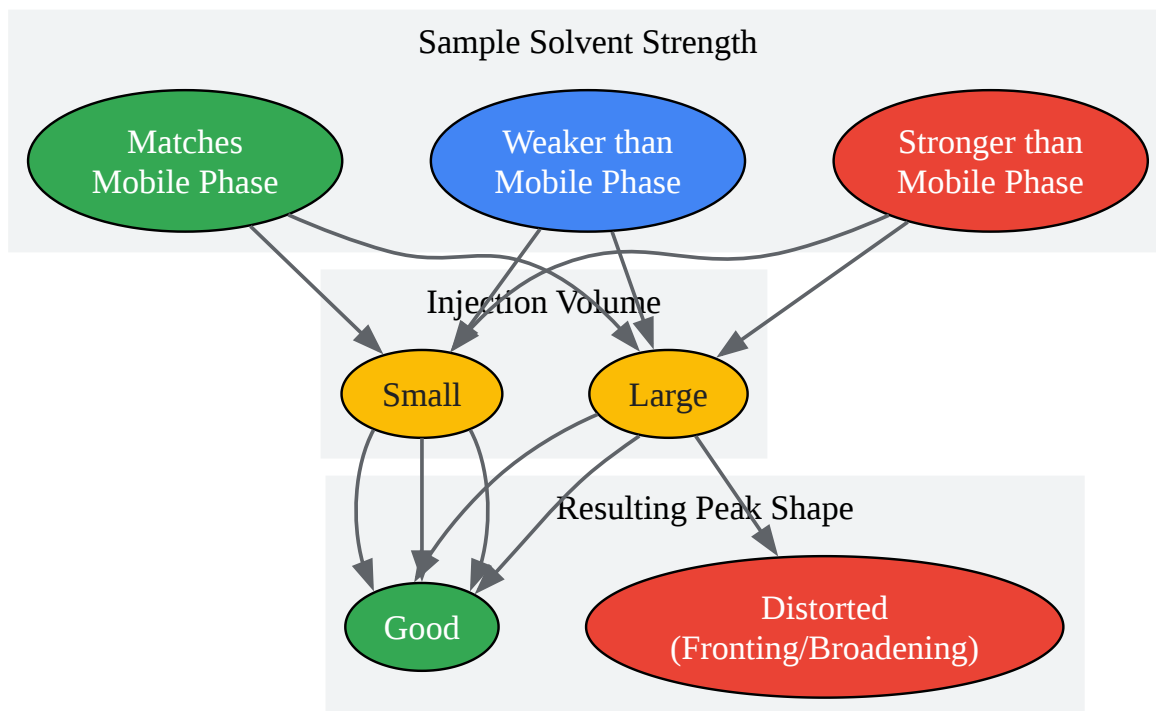 Sample Solvent Strength
Matches
Mobile Phase
Weaker than
Mobile Phase
Stronger than
Mobile Phase
Injection Volume
Small
Large
Resulting Peak Shape
Good
Distorted
(Fronting/Broadening)